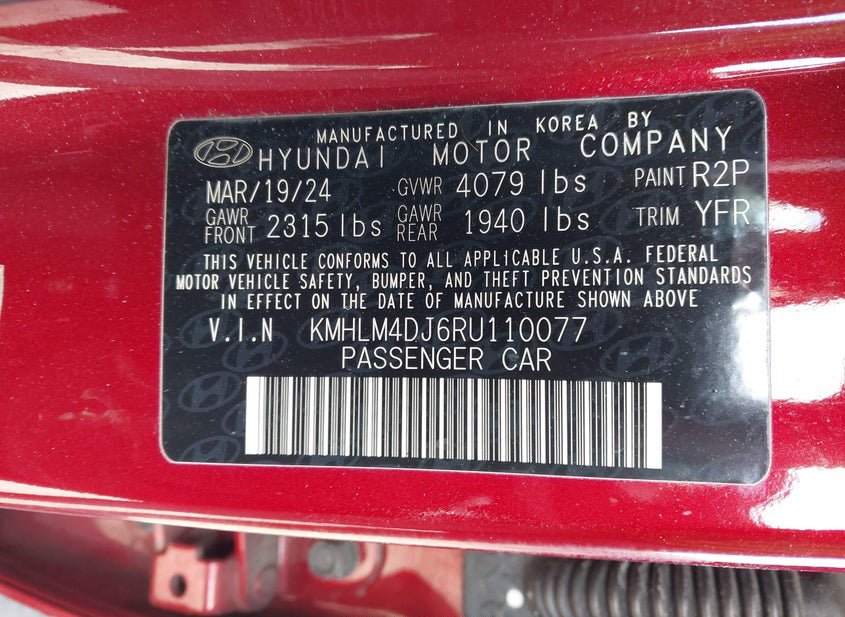 MANUFACTURED IN KOREA BY
HYUNDAI MOTOR COMPANY
MAR/19/24 GVWR 4079 lbs PAINT R2P
GAWR FRONT 2315 lbs GAWR REAR 1940 lbs TRIM YFR
THIS VEHICLE CONFORMS TO ALL APPLICABLE U.S.A. FEDERAL
MOTOR VEHICLE SAFETY, BUMPER, AND THEFT PREVENTION STANDARDS
IN EFFECT ON THE DATE OF MANUFACTURE SHOWN ABOVE
V.I.N KMHLM4DJ6RU110077
PASSENGER CAR